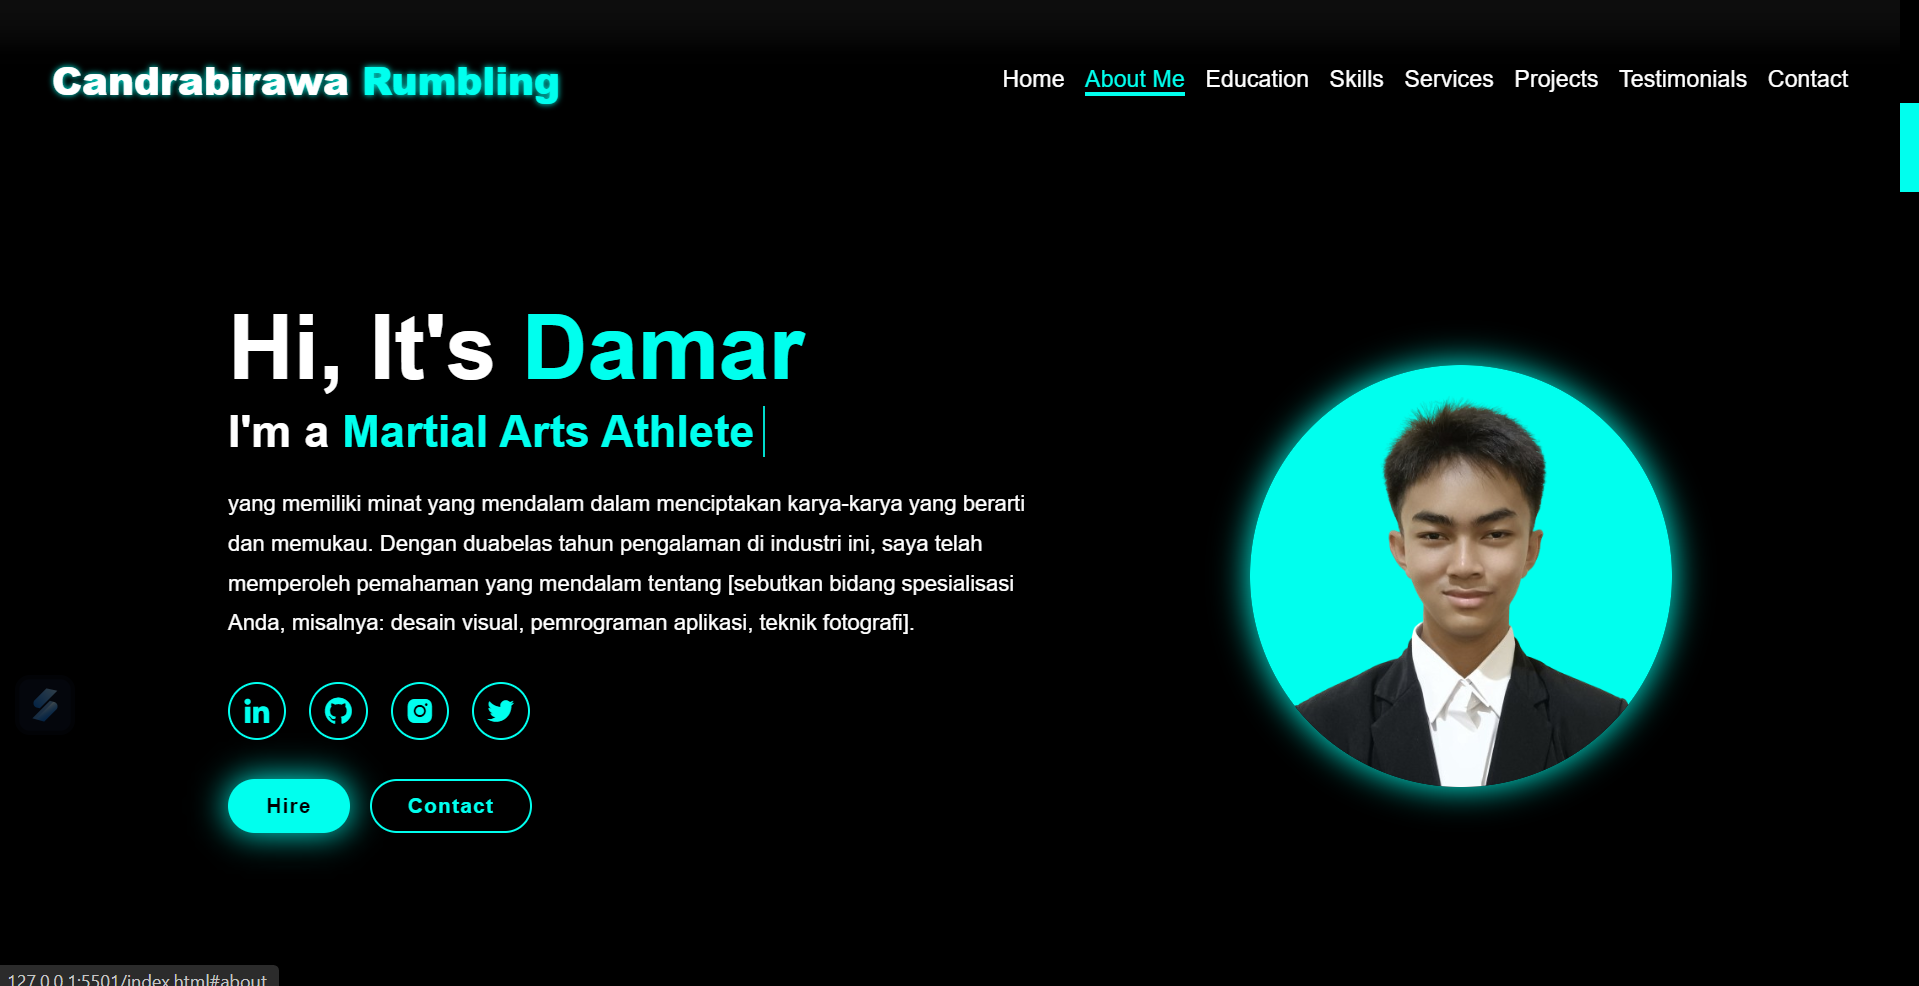 Candrabirawa Rumbling
Home About Me Education Skills Services Projects Testimonials Contact
Hi, It's Damar
I'm a Martial Arts Athlete
yang memiliki minat yang mendalam dalam menciptakan karya-karya yang berarti
dan memukau. Dengan duabelas tahun pengalaman di industri ini, saya telah
memperoleh pemahaman yang mendalam tentang [sebutkan bidang spesialisasi
Anda, misalnya: desain visual, pemrograman aplikasi, teknik fotografi].
in
Hire Contact
127.0.0.1:5501/index.html#about